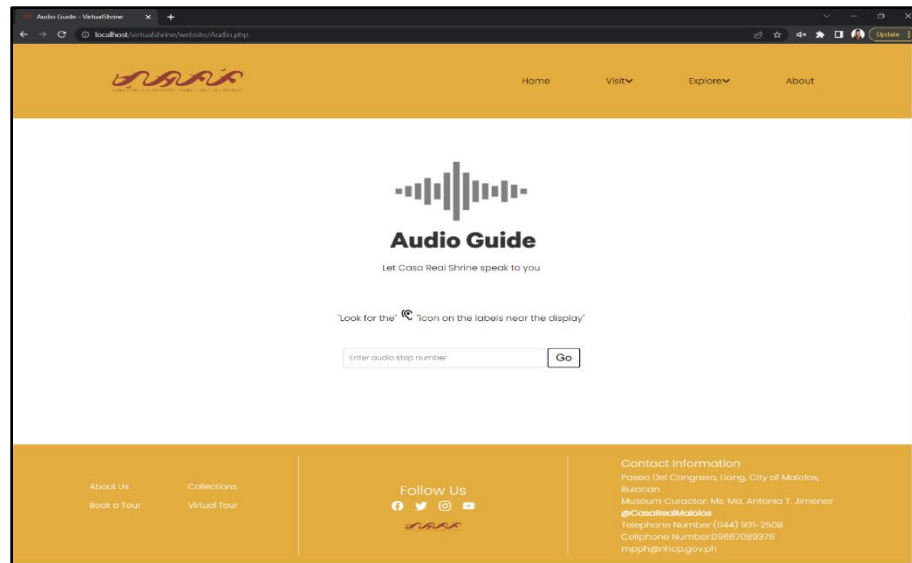 Audio Guide - VirtualShrine
localhost/virtualshrine/website/Audio.php
Update
Home
Visit
Explore
About
Audio Guide
Let Casa Real Shrine speak to you
"Look for the" "icon on the labels near the display"
Enter audio stop number
Go
About Us
Collections
Book a Tour
Virtual Tour
Follow Us
Contact Information
Paseo Del Congreso, Liang, City of Malolos,
Bulacan
Museum Curactor: Ms. Ma. Antonia T. Jimenez
@CasaRealMalolos
Telephone Number:(044) 931-2508
Cellphone Number:09667089376
mpph@nhcp.gov.ph